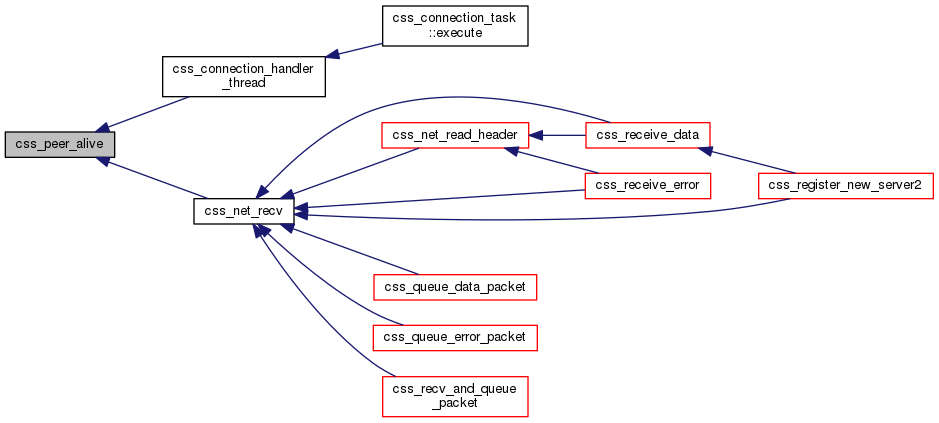 css_connection_task
::execute
css_connection_handler
_thread
css_peer_alive
css_net_read_header
css_receive_data
css_receive_error
css_register_new_server2
css_net_recv
css_queue_data_packet
css_queue_error_packet
css_recv_and_queue
_packet